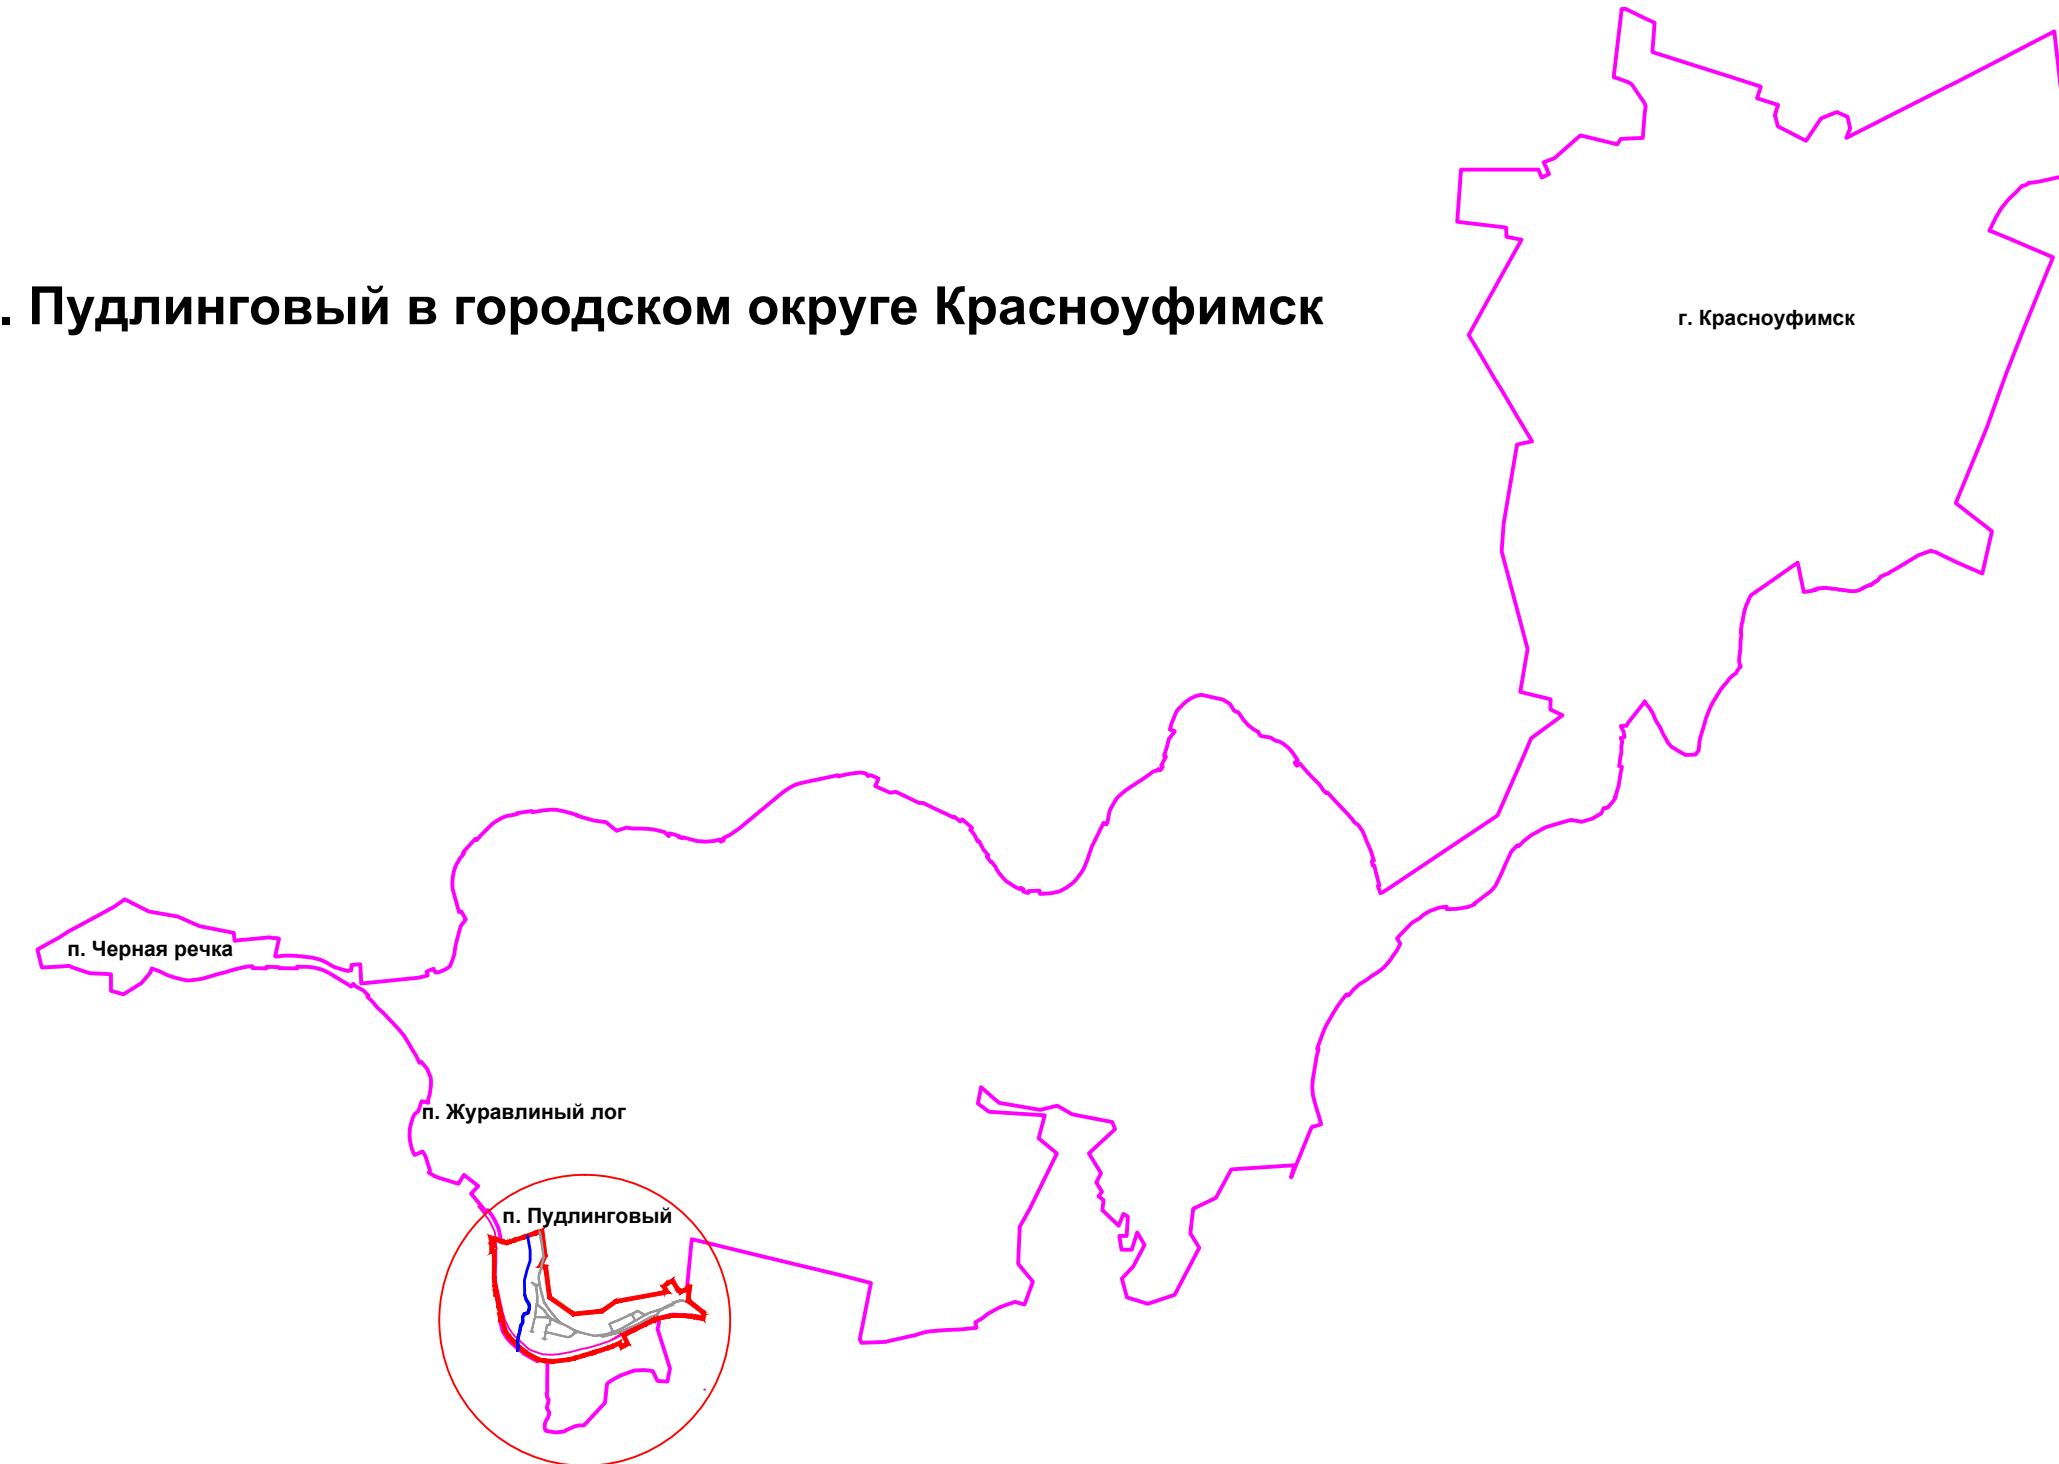 . Пудлинговый в городском округе Красноуфимск
г. Красноуфимск
п. Черная речка
п. Журавлиный лог
п. Пудлинговый